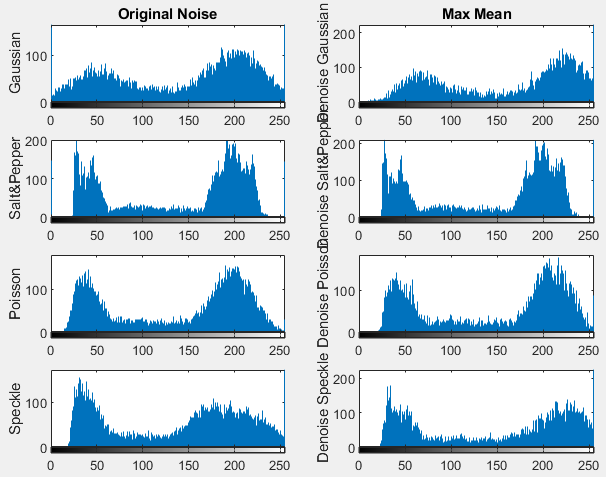 Original Noise
Max Mean
Gaussian
100
0
0 50 100 150 200 250
Denoise Gaussian
200
100
0
0 50 100 150 200 250
Salt&Pepper
200
100
0
0 50 100 150 200 250
Denoise Salt&Pepper
200
100
0
0 50 100 150 200 250
Poisson
100
0
0 50 100 150 200 250
Denoise Poisson
100
0
0 50 100 150 200 250
Speckle
100
0
0 50 100 150 200 250
Denoise Speckle
200
100
0
0 50 100 150 200 250